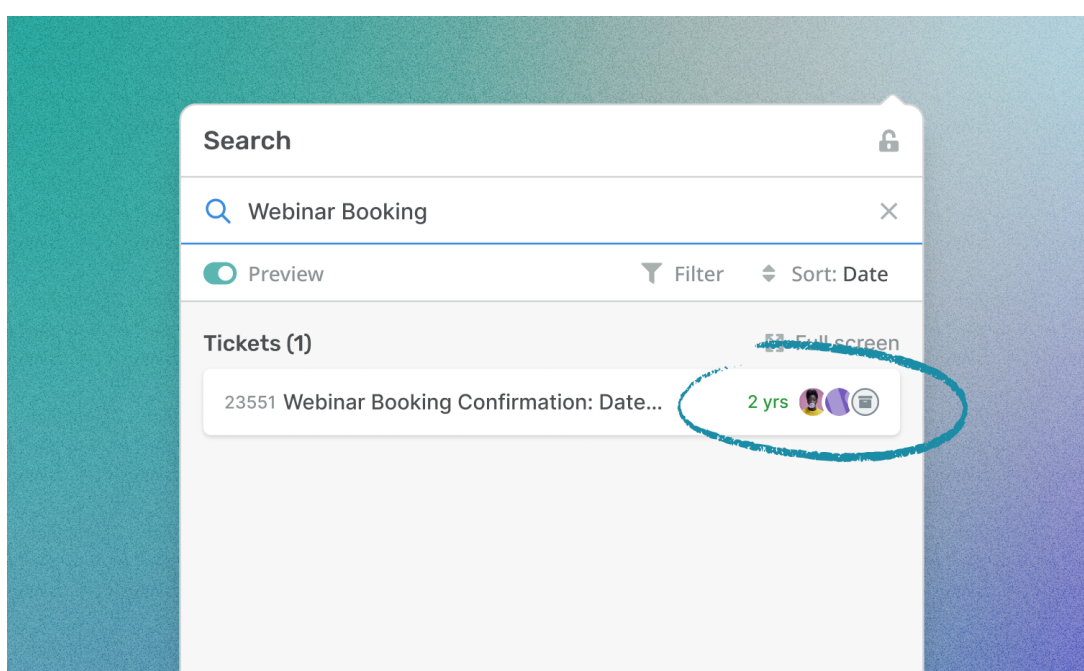 Search
Webinar Booking
Preview Filter Sort: Date
Tickets (1) Full screen
23551 Webinar Booking Confirmation: Date... 2 yrs